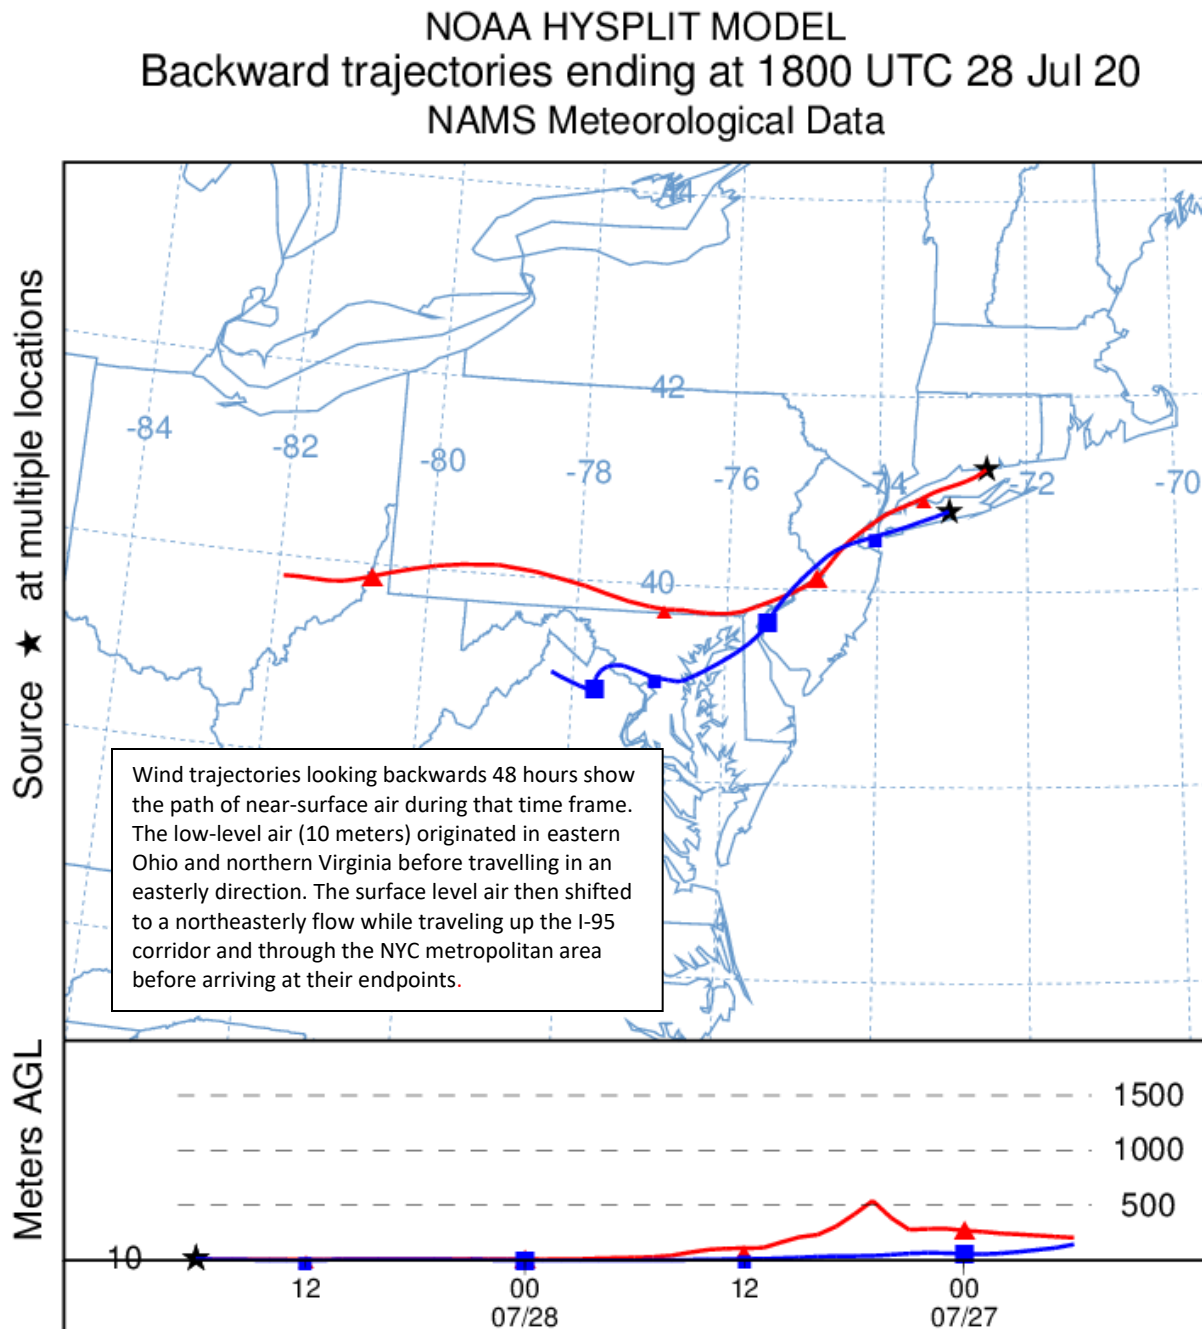 NOAA HYSPLIT MODEL
Backward trajectories ending at 1800 UTC 28 Jul 20
NAMS Meteorological Data
Source ★ at multiple locations
44
42
-84
-82
-80
-78
-76
-74
-72
-70
40
Wind trajectories looking backwards 48 hours show
the path of near-surface air during that time frame.
The low-level air (10 meters) originated in eastern
Ohio and northern Virginia before travelling in an
easterly direction. The surface level air then shifted
to a northeasterly flow while traveling up the I-95
corridor and through the NYC metropolitan area
before arriving at their endpoints.
Meters AGL
1500
1000
500
10
12
00
12
00
07/28
07/27